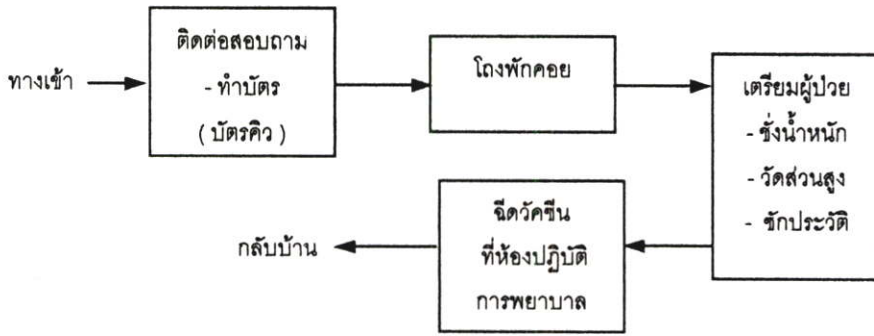 ทางเข้า
ติดต่อสอบถาม
- ทำบัตร
( บัตรคิว )
โถงพักคอย
เตรียมผู้ป่วย
- ชั่งน้ำหนัก
- วัดส่วนสูง
- ซักประวัติ
ฉีดวัคซีน
ที่ห้องปฏิบัติ
การพยาบาล
กลับบ้าน